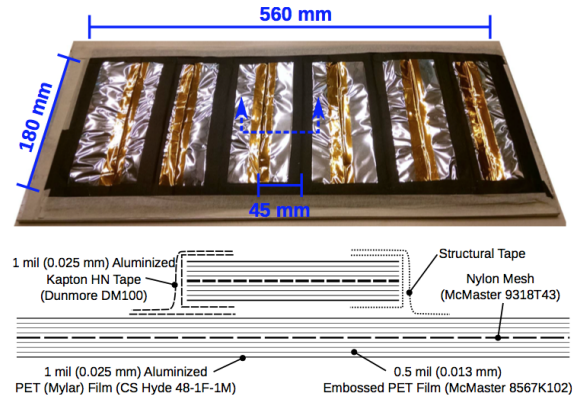 560 mm
180 mm
45 mm
1 mil (0.025 mm) Aluminized
Kapton HN Tape
(Dunmore DM100)
Structural Tape
Nylon Mesh
(McMaster 9318T43)
1 mil (0.025 mm) Aluminized
PET (Mylar) Film (CS Hyde 48-1F-1M)
0.5 mil (0.013 mm)
Embossed PET Film (McMaster 8567K102)